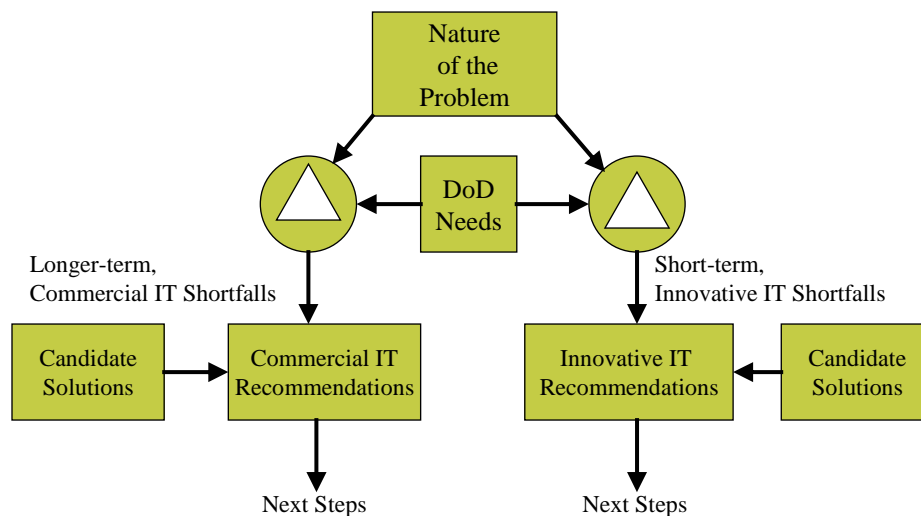 Nature
of the
Problem
DoD
Needs
Longer-term,
Commercial IT Shortfalls
Short-term,
Innovative IT Shortfalls
Candidate
Solutions
Commercial IT
Recommendations
Innovative IT
Recommendations
Candidate
Solutions
Next Steps
Next Steps